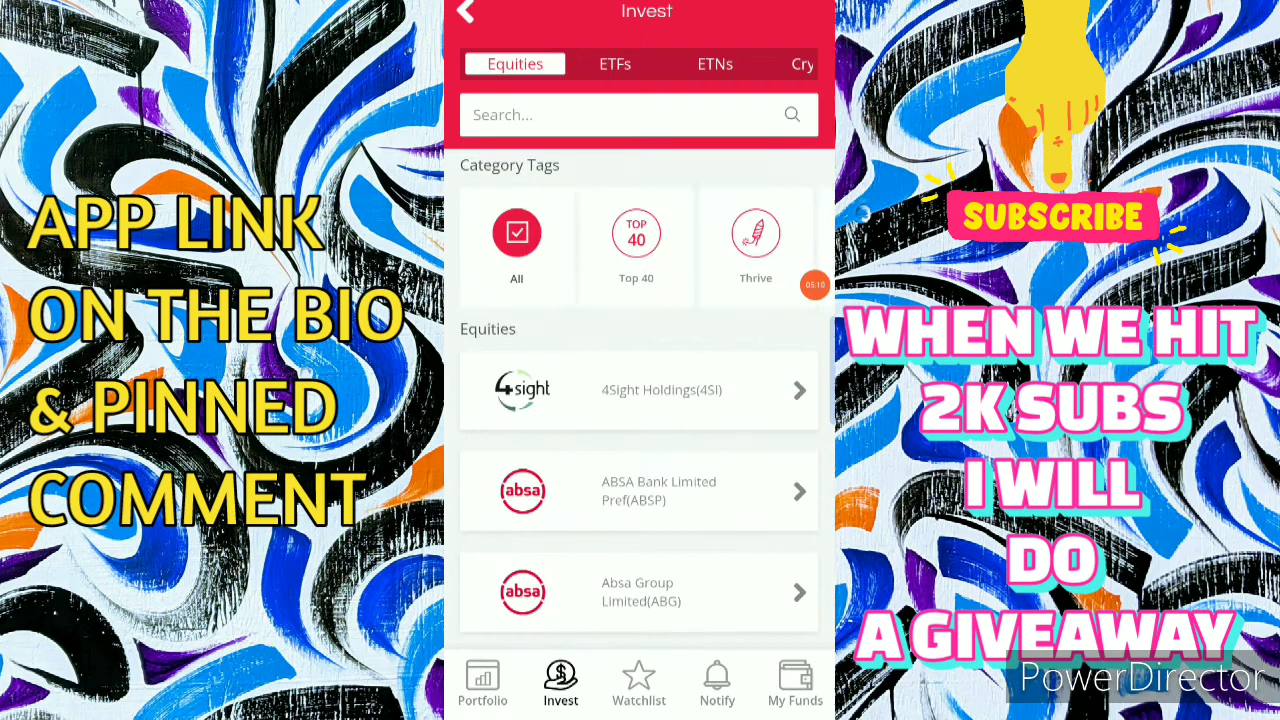 APP LINK
ON THE BIO
& PINNED
COMMENT
Invest
Equities ETFs ETNs Cry
Search...
Category Tags
TOP
40
All Top 40 Thrive
05:10
Equities
4sight 4Sight Holdings(4SI)
absa ABSA Bank Limited
Pref(ABSP)
absa Absa Group
Limited(ABG)
Portfolio Invest Watchlist Notify My Funds
SUBSCRIBE
WHEN WE HIT
2K SUBS
I WILL
DO
A GIVEAWAY
PowerDirector